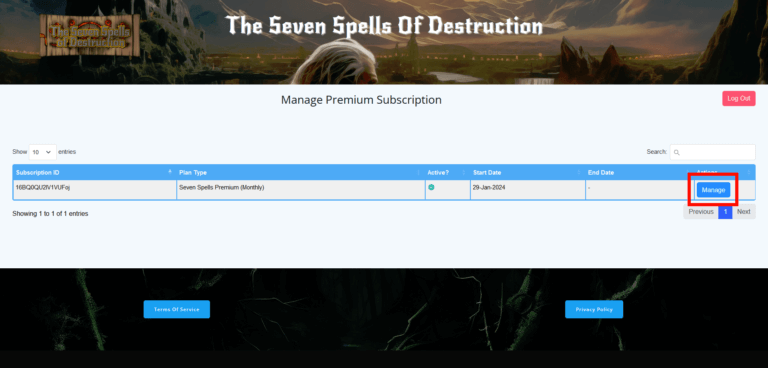 The Seven Spells
of Destruction
The Seven Spells Of Destruction
Manage Premium Subscription
Log Out
Show 10 entries
Search:
Subscription ID Plan Type Active? Start Date End Date Actions
Seven Spells Premium (Monthly) 29-Jan-2024 - Manage
Showing 1 to 1 of 1 entries
Previous 1 Next
Terms Of Service
Privacy Policy